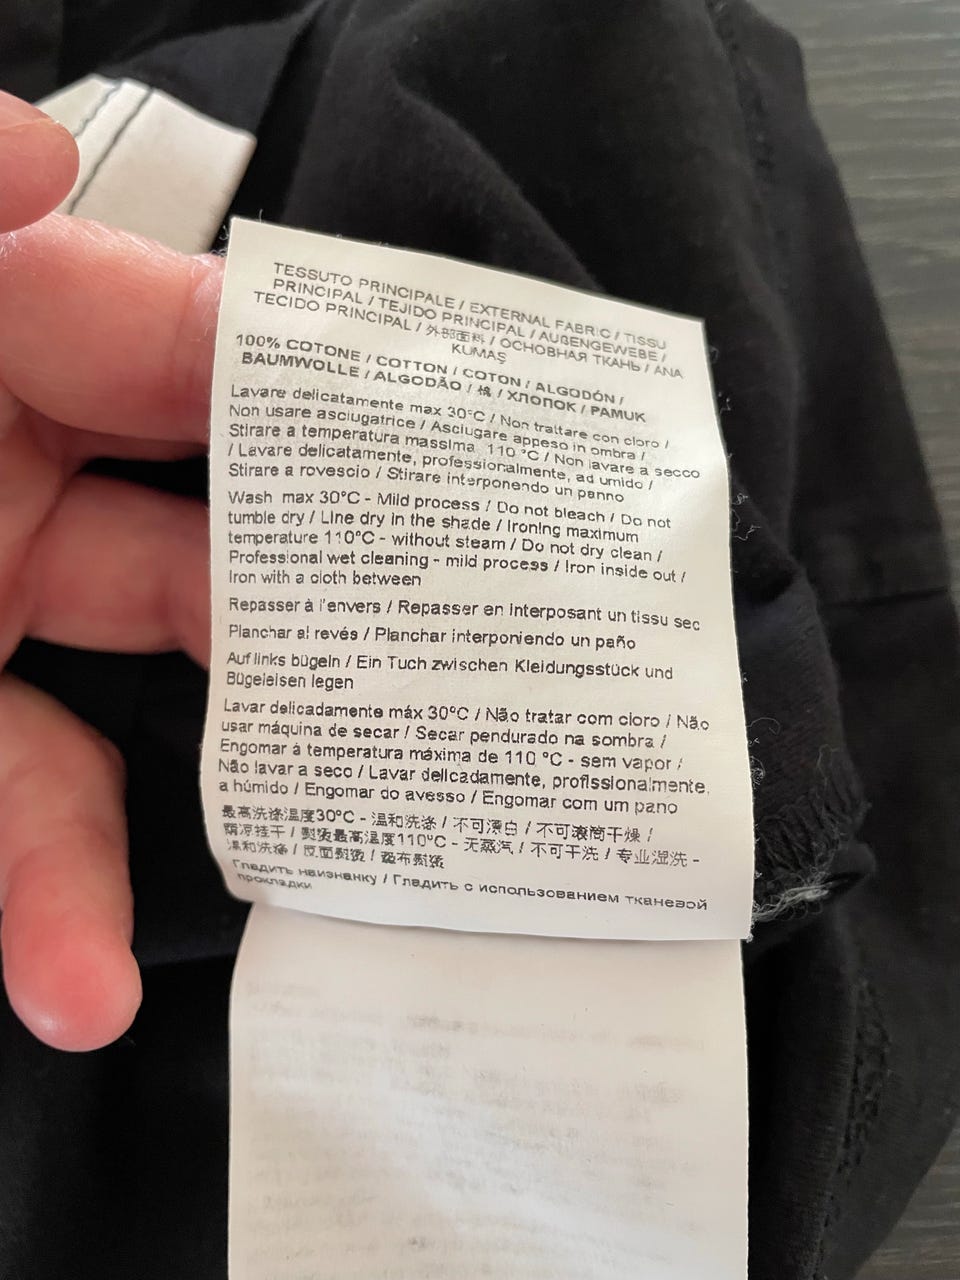 TESSUTO PRINCIPALE / EXTERNAL FABRIC / TISSU
PRINCIPAL / TEJIDO PRINCIPAL / AUßENGEWEBE /
TECIDO PRINCIPAL / 外部面料 / ОСНОВНАЯ ТКАНЬ / ANA
KUMAŞ
100% COTONE / COTTON / COTON / ALGODÓN /
BAUMWOLLE / ALGODÃO / 棉 / ХЛОПОК / PAMUK
Lavare delicatamente max 30°C / Non trattare con cloro /
Non usare asciugatrice / Asciugare appeso in ombra /
Stirare a temperatura massima 110 °C / Non lavare a secco
/ Lavare delicatamente, professionalmente, ad umido /
Stirare a rovescio / Stirare interponendo un panno
Wash max 30°C - Mild process / Do not bleach / Do not
tumble dry / Line dry in the shade / Ironing maximum
temperature 110°C - without steam / Do not dry clean /
Professional wet cleaning - mild process / Iron inside out /
Iron with a cloth between
Repasser à l'envers / Repasser en interposant un tissu sec
Planchar al revés / Planchar interponiendo un paño
Auf links bügeln / Ein Tuch zwischen Kleidungsstück und
Bügeleisen legen
Lavar delicadamente máx 30°C / Não tratar com cloro / Não
usar máquina de secar / Secar pendurado na sombra /
Engomar à temperatura máxima de 110 °C - sem vapor /
Não lavar a seco / Lavar delicadamente, profissionalmente,
a húmido / Engomar do avesso / Engomar com um pano
最高洗涤温度30°C - 温和洗涤 / 不可漂白 / 不可滚筒干燥 /
荫凉挂干 / 熨烫最高温度110°C - 无蒸汽 / 不可干洗 / 专业湿洗 -
温和洗涤 / 反面熨烫 / 垫布熨烫
Гладить наизнанку / Гладить с использованием тканевой
прокладки